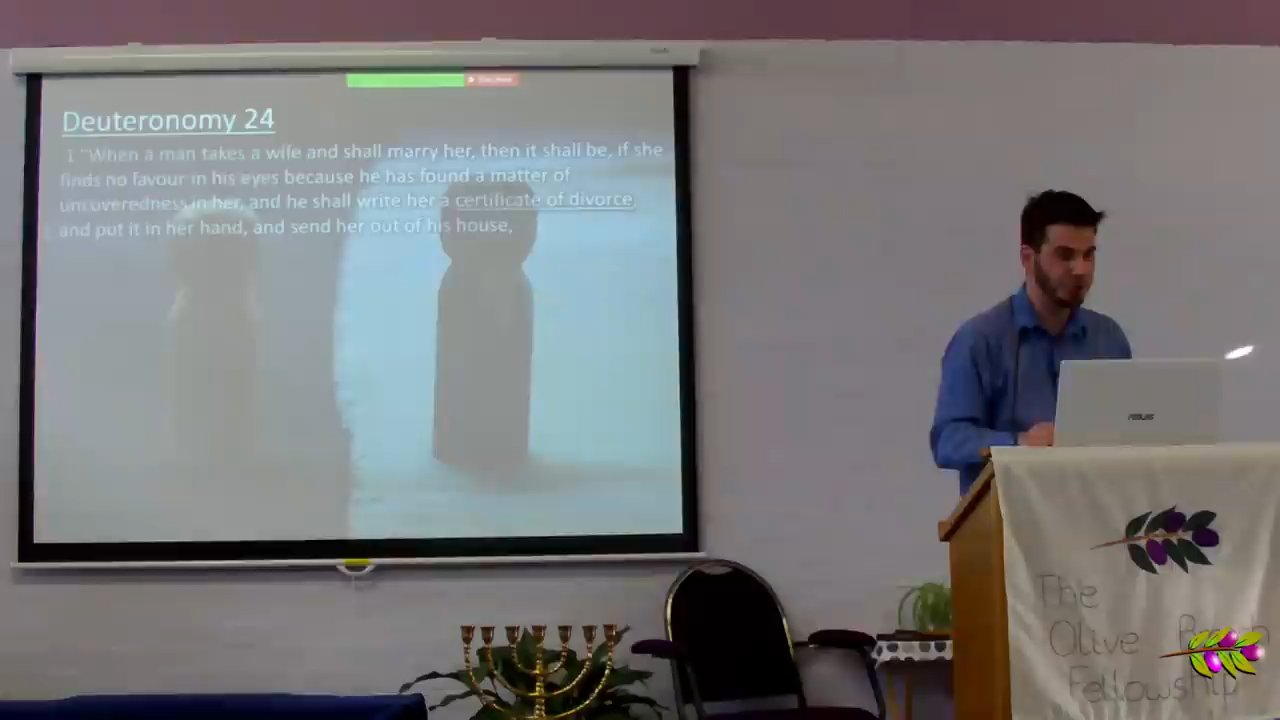 Deuteronomy 24
1 "When a man takes a wife and shall marry her, then it shall be, if she
finds no favour in his eyes because he has found a matter of
uncoveredness in her, and he shall write her a certificate of divorce
and put it in her hand, and send her out of his house,
ASUS
The
Olive Branch
Fellowship